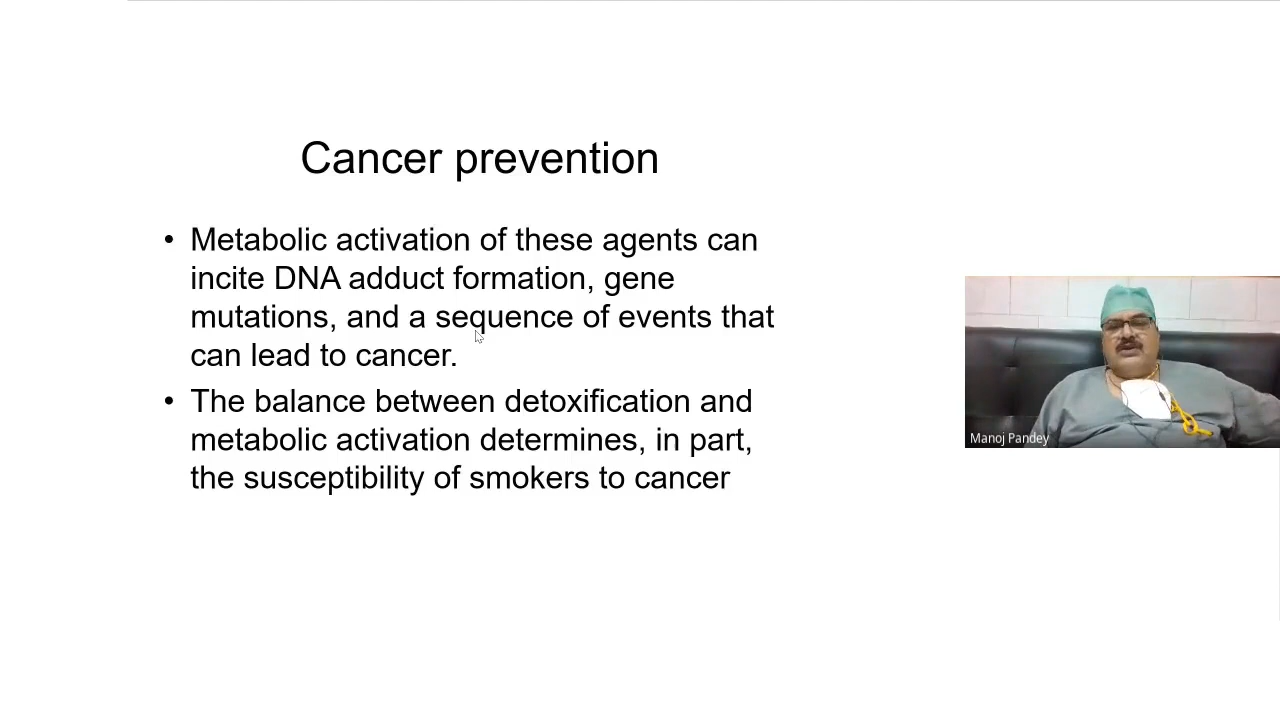 Cancer prevention
• Metabolic activation of these agents can
incite DNA adduct formation, gene
mutations, and a sequence of events that
can lead to cancer.
• The balance between detoxification and
metabolic activation determines, in part,
the susceptibility of smokers to cancer
Manoj Pandey